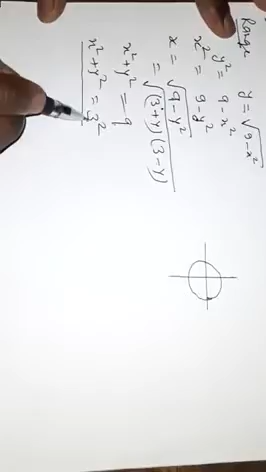 Range
y = √9-x²
y² = 9-x²
x² = 9-y²
x = √9-y²
= √(3+y)(3-y)
x²+y² = 9
x²+y² = 3²